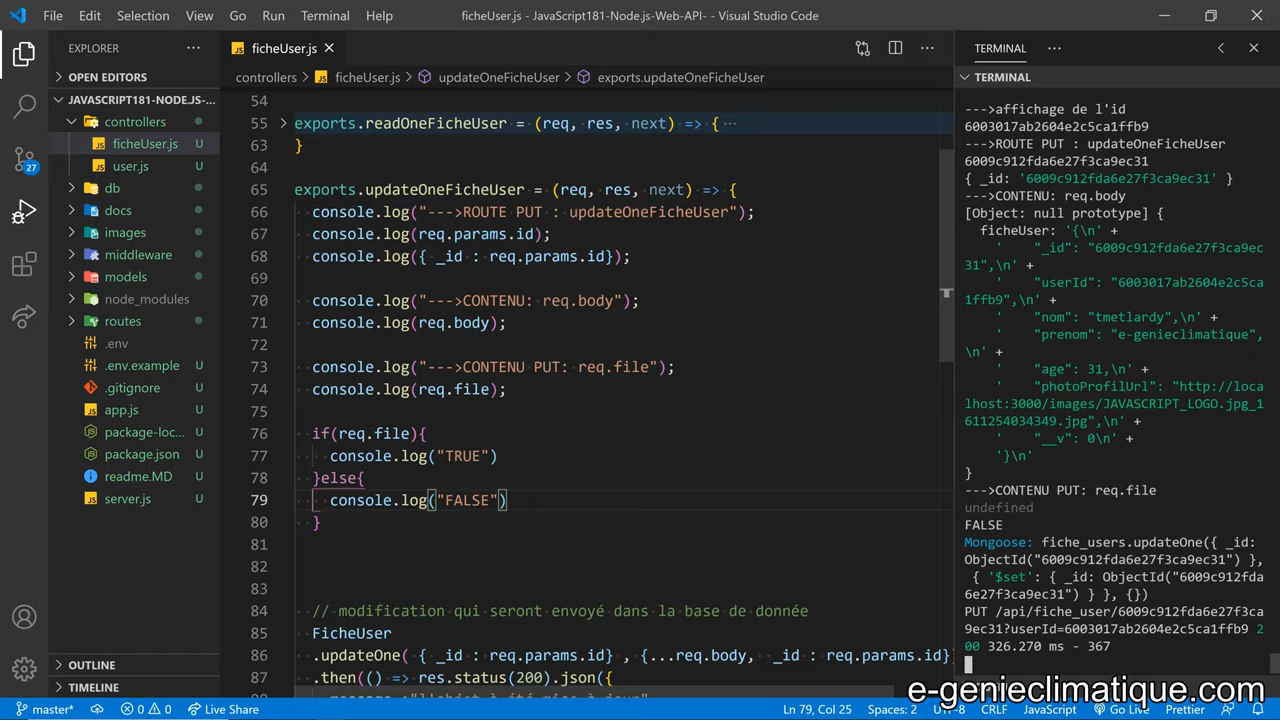 File Edit Selection View Go Run Terminal Help ficheUser.js - JavaScript181-Node.js-Web-API- - Visual Studio Code
EXPLORER
OPEN EDITORS
JAVASCRIPT181-NODE.JS-...
controllers
ficheUser.js U
user.js U
db
docs
images
middleware
models
node_modules
routes
.env
.env.example U
.gitignore U
app.js U
package-loc... U
package.json U
readme.MD U
server.js U
OUTLINE
TIMELINE
27
ficheUser.js
controllers > ficheUser.js > updateOneFicheUser > exports.updateOneFicheUser
54
55 exports.readOneFicheUser = (req, res, next) => { ...
63 }
64
65 exports.updateOneFicheUser = (req, res, next) => {
66 console.log("--->ROUTE PUT : updateOneFicheUser");
67 console.log(req.params.id);
68 console.log({ _id : req.params.id});
69
70 console.log("--->CONTENU: req.body");
71 console.log(req.body);
72
73 console.log("--->CONTENU PUT: req.file");
74 console.log(req.file);
75
76 if(req.file){
77 console.log("TRUE")
78 }else{
79 console.log("FALSE")
80 }
81
82
83
84 // modification qui seront envoyé dans la base de donnée
85 FicheUser
86 .updateOne( { _id : req.params.id} , {...req.body, _id : req.params.id}
87 .then(() => res.status(200).json({
TERMINAL
TERMINAL
--->affichage de l'id
6003017ab2604e2c5ca1ffb9
--->ROUTE PUT : updateOneFicheUser
6009c912fda6e27f3ca9ec31
{ _id: '6009c912fda6e27f3ca9ec31' }
--->CONTENU: req.body
[Object: null prototype] {
ficheUser: '{\n' +
' "_id": "6009c912fda6e27f3ca9ec
31",\n' +
' "userId": "6003017ab2604e2c5ca
1ffb9",\n' +
' "nom": "tmetlardy",\n' +
' "prenom": "e-genieclimatique",
\n' +
' "age": 31,\n' +
' "photoProfilUrl": "http://loca
lhost:3000/images/JAVASCRIPT_LOGO.jpg_1
611254034349.jpg",\n' +
' "__v": 0\n' +
'}\n'
}
--->CONTENU PUT: req.file
undefined
FALSE
Mongoose: fiche_users.updateOne({ _id:
ObjectId("6009c912fda6e27f3ca9ec31") },
{ '$set': { _id: ObjectId("6009c912fda
6e27f3ca9ec31") } }, {})
PUT /api/fiche_user/6009c912fda6e27f3ca
9ec31?userId=6003017ab2604e2c5ca1ffb9 2
00 326.270 ms - 367
e-genieclimatique.com
master* 0 0 Live Share Ln 79, Col 25 Spaces: 2 UTF-8 CRLF JavaScript Go Live Prettier